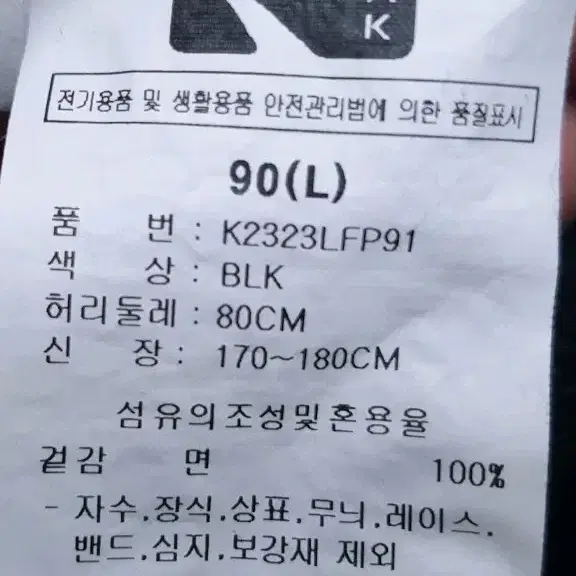 K
전기용품 및 생활용품 안전관리법에 의한 품질표시
90(L)
품 번 : K2323LFP91
색 상 : BLK
허리둘레 : 80CM
신 장 : 170~180CM
섬유의조성및혼용율
겉감 면 100%
- 자수.장식.상표.무늬.레이스.
밴드.심지.보강재 제외